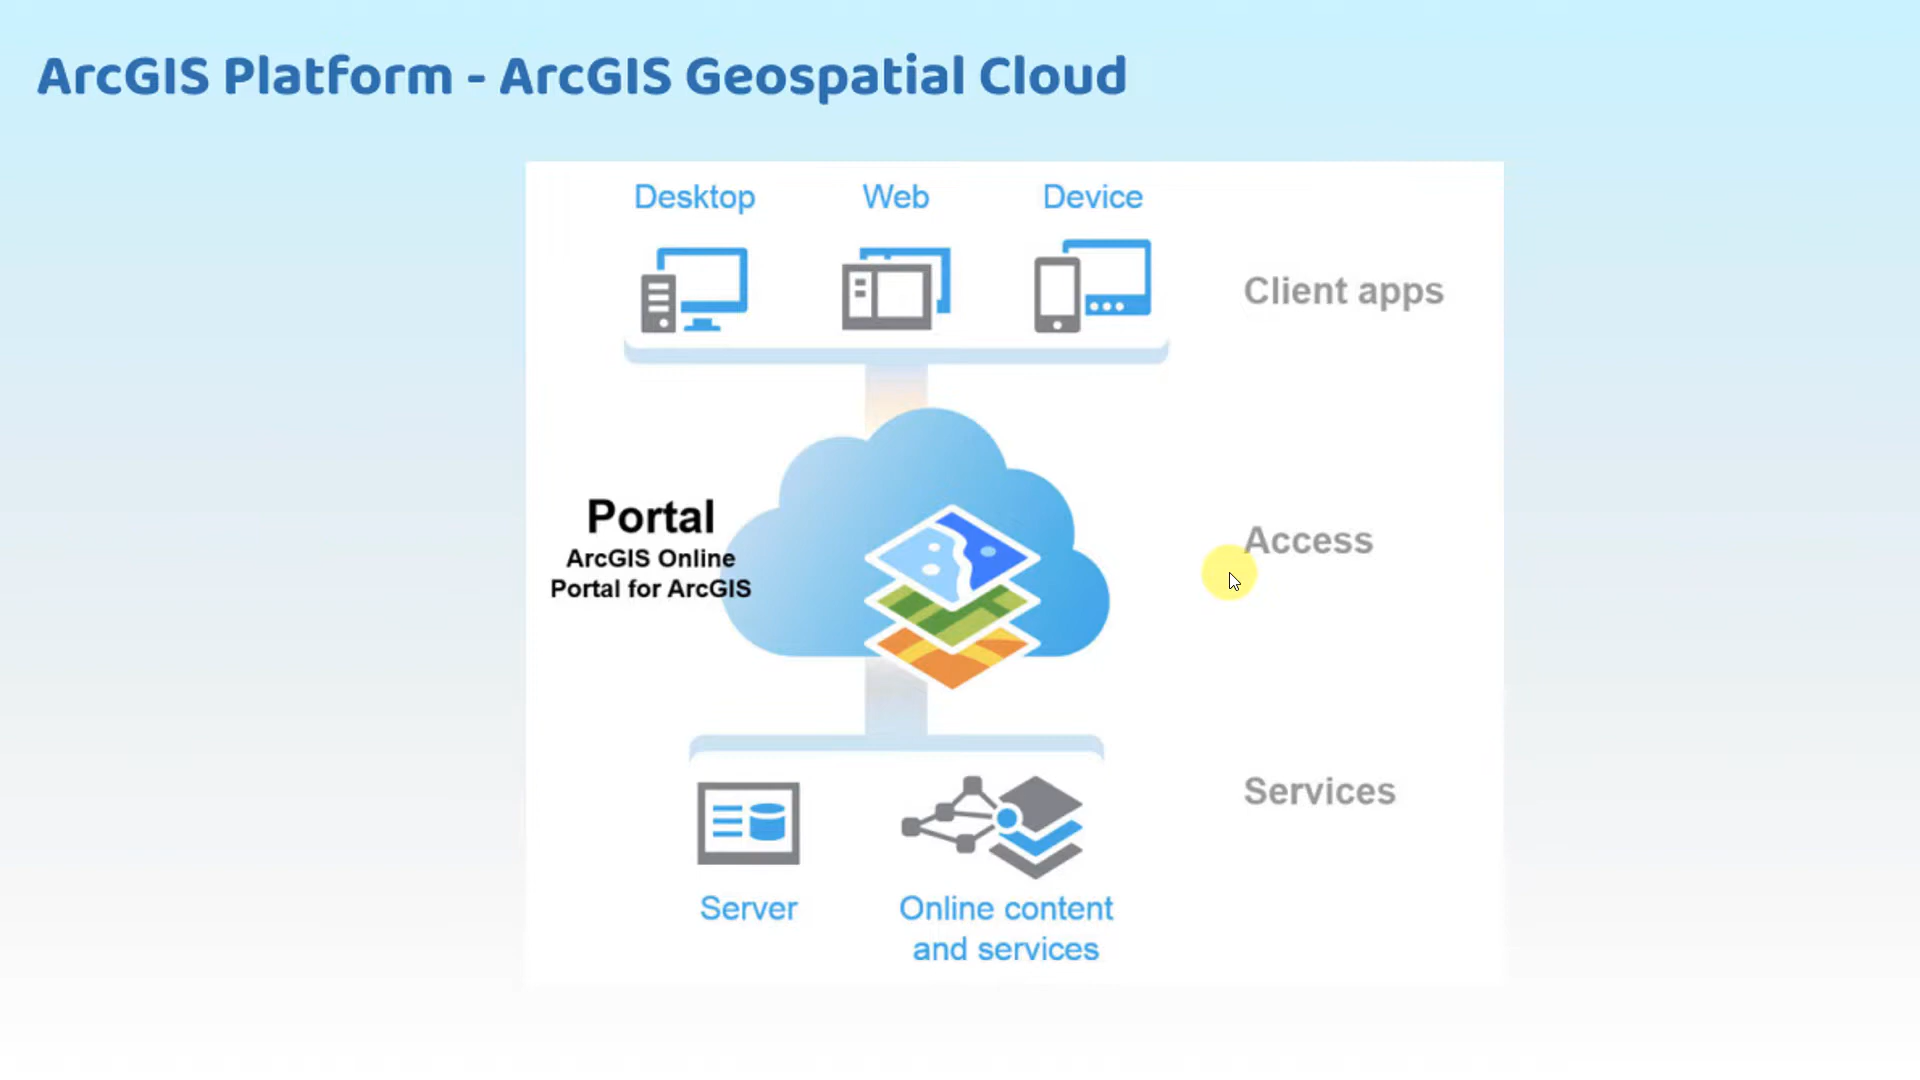 ArcGIS Platform - ArcGIS Geospatial Cloud
Desktop
Web
Device
Client apps
Portal
ArcGIS Online
Portal for ArcGIS
Access
Services
Server
Online content
and services